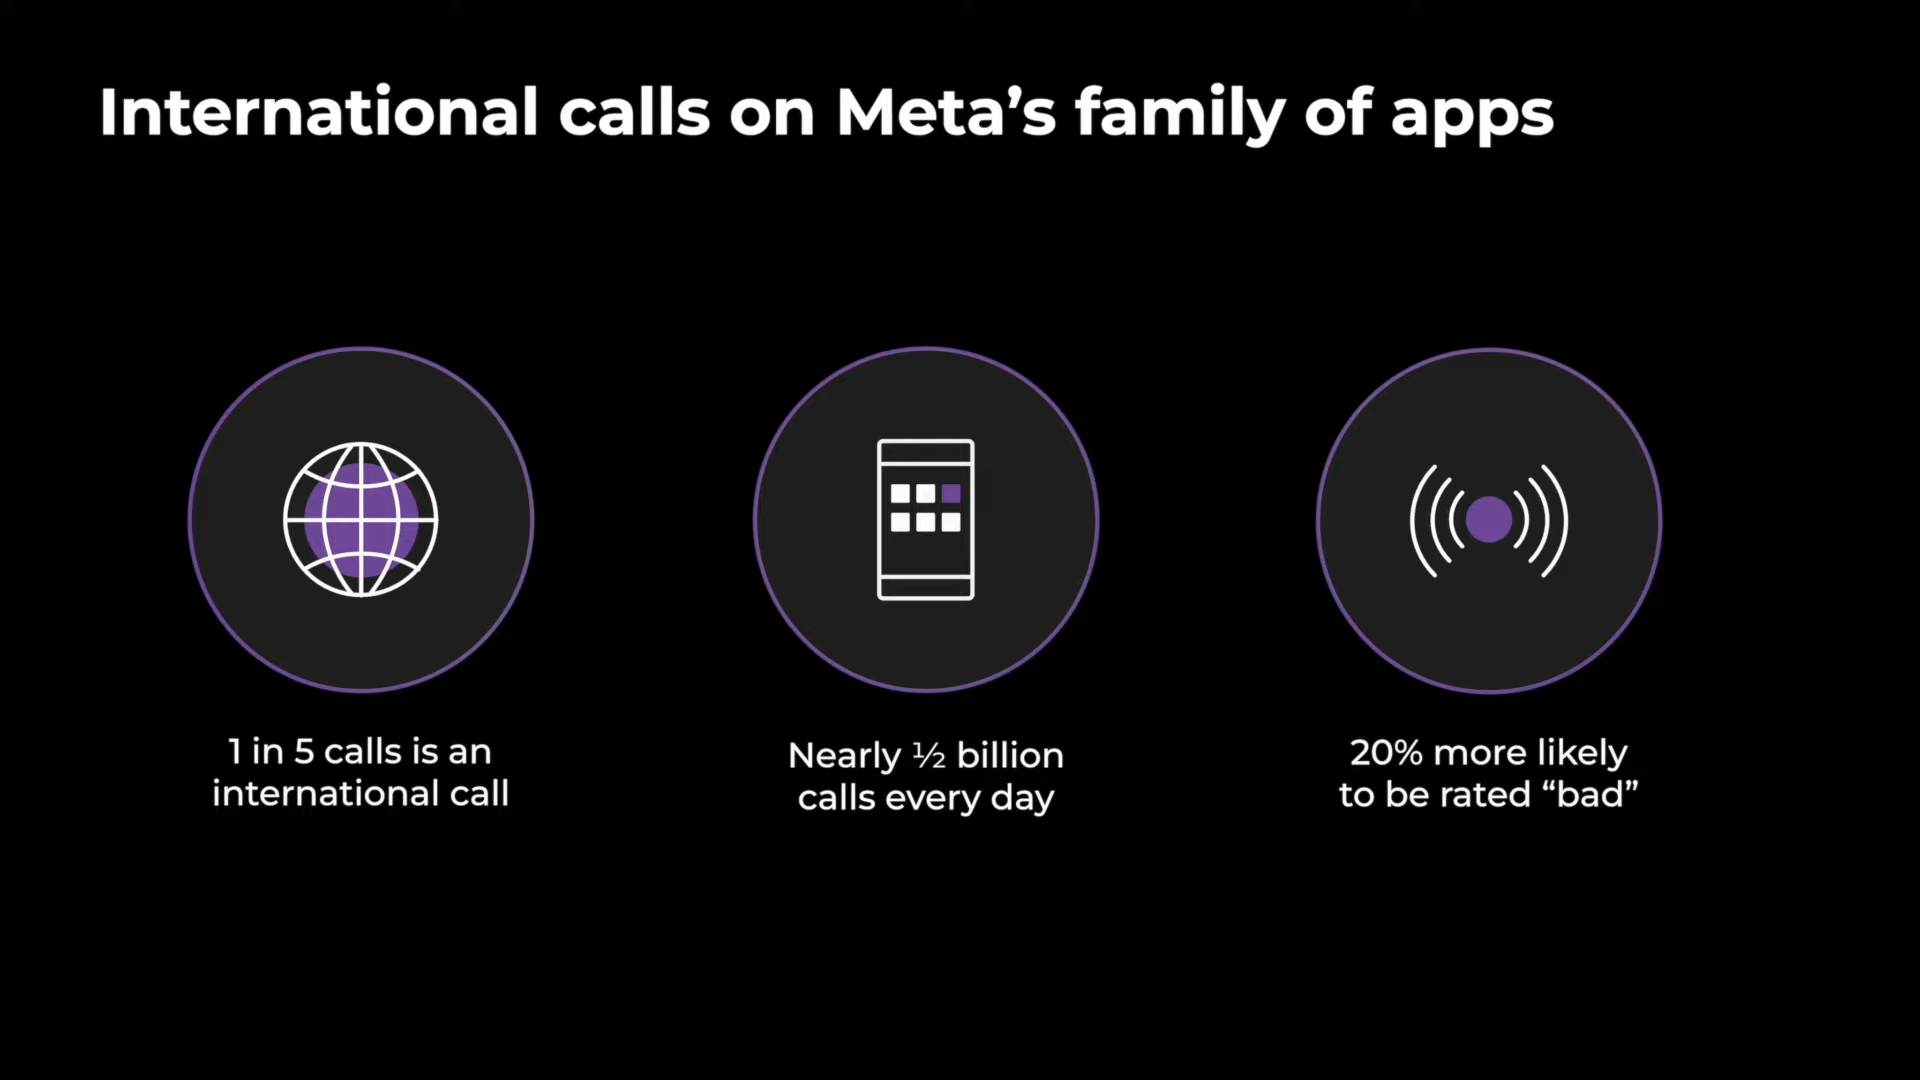 International calls on Meta’s family of apps
1 in 5 calls is an
international call
Nearly ½ billion
calls every day
20% more likely
to be rated “bad”